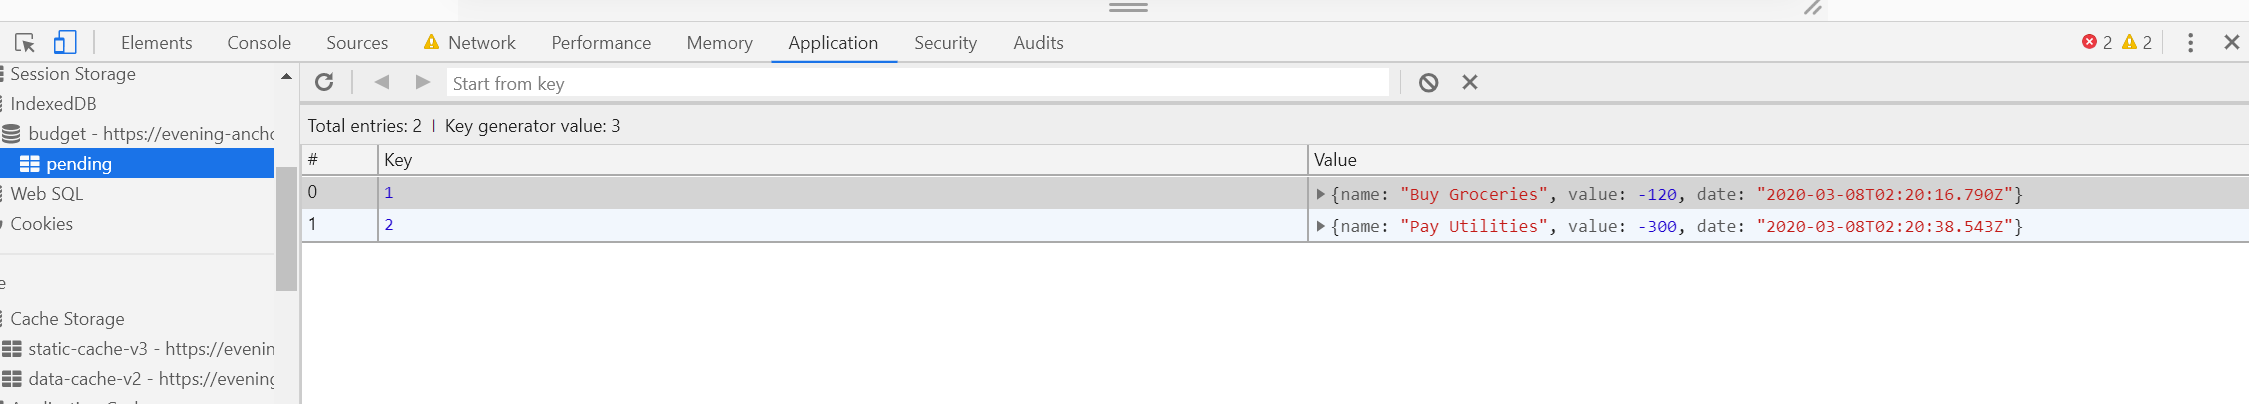 Elements Console Sources Network Performance Memory Application Security Audits 2 2
Session Storage
Start from key
IndexedDB
budget - https://evening-ancho
Total entries: 2 Key generator value: 3
pending
# Key Value
Web SQL
0 1 {name: "Buy Groceries", value: -120, date: "2020-03-08T02:20:16.790Z"}
Cookies
1 2 {name: "Pay Utilities", value: -300, date: "2020-03-08T02:20:38.543Z"}
e
Cache Storage
static-cache-v3 - https://evenin
data-cache-v2 - https://evening